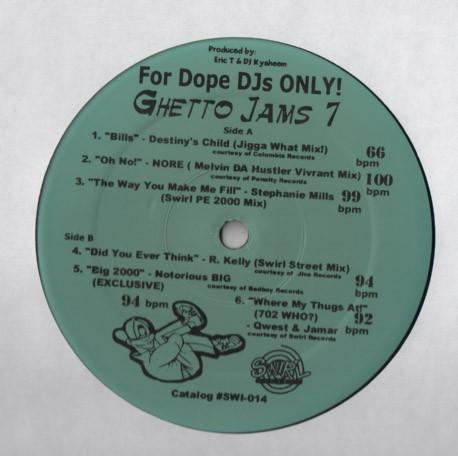 Produced by:
Eric T & DJ Kysheen
For Dope DJs ONLY!
GHETTO JAMS 7
Side A
1. "Bills" - Destiny's Child (Jigga What Mix!) 66 bpm
courtesy of Columbia Records
2. "Oh No!" - NORE ( Melvin DA Hustler Vivrant Mix) 100 bpm
courtesy of Penalty Records
3. "The Way You Make Me Fill" - Stephanie Mills 99 bpm
(Swirl PE 2000 Mix)
Side B
4. "Did You Ever Think" - R. Kelly (Swirl Street Mix) 94 bpm
courtesy of Jive Records
5. "Big 2000" - Notorious BIG
courtesy of Badboy Records
(EXCLUSIVE)
94 bpm
6. "Where My Thugs At!"
(702 WHO?) 92 bpm
- Qwest & Jamar
courtesy of Swirl Records
SWIRL
Catalog #SWI-014